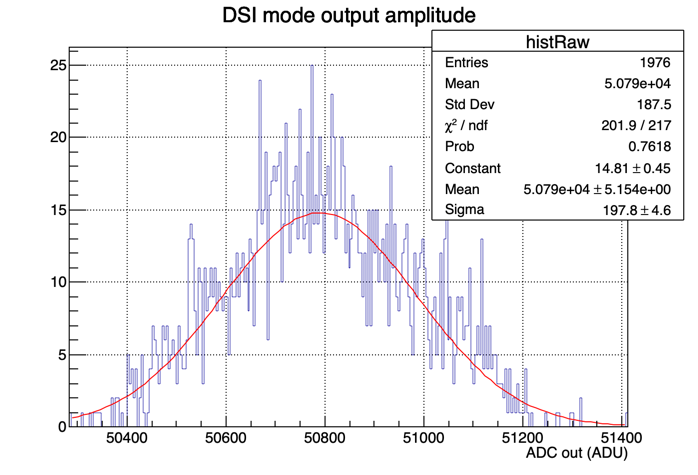 DSI mode output amplitude
histRaw
Entries 1976
Mean 5.079e+04
Std Dev 187.5
χ² / ndf 201.9 / 217
Prob 0.7618
Constant 14.81 ± 0.45
Mean 5.079e+04 ± 5.154e+00
Sigma 197.8 ± 4.6
25
20
15
10
5
0
50400 50600 50800 51000 51200 51400
ADC out (ADU)